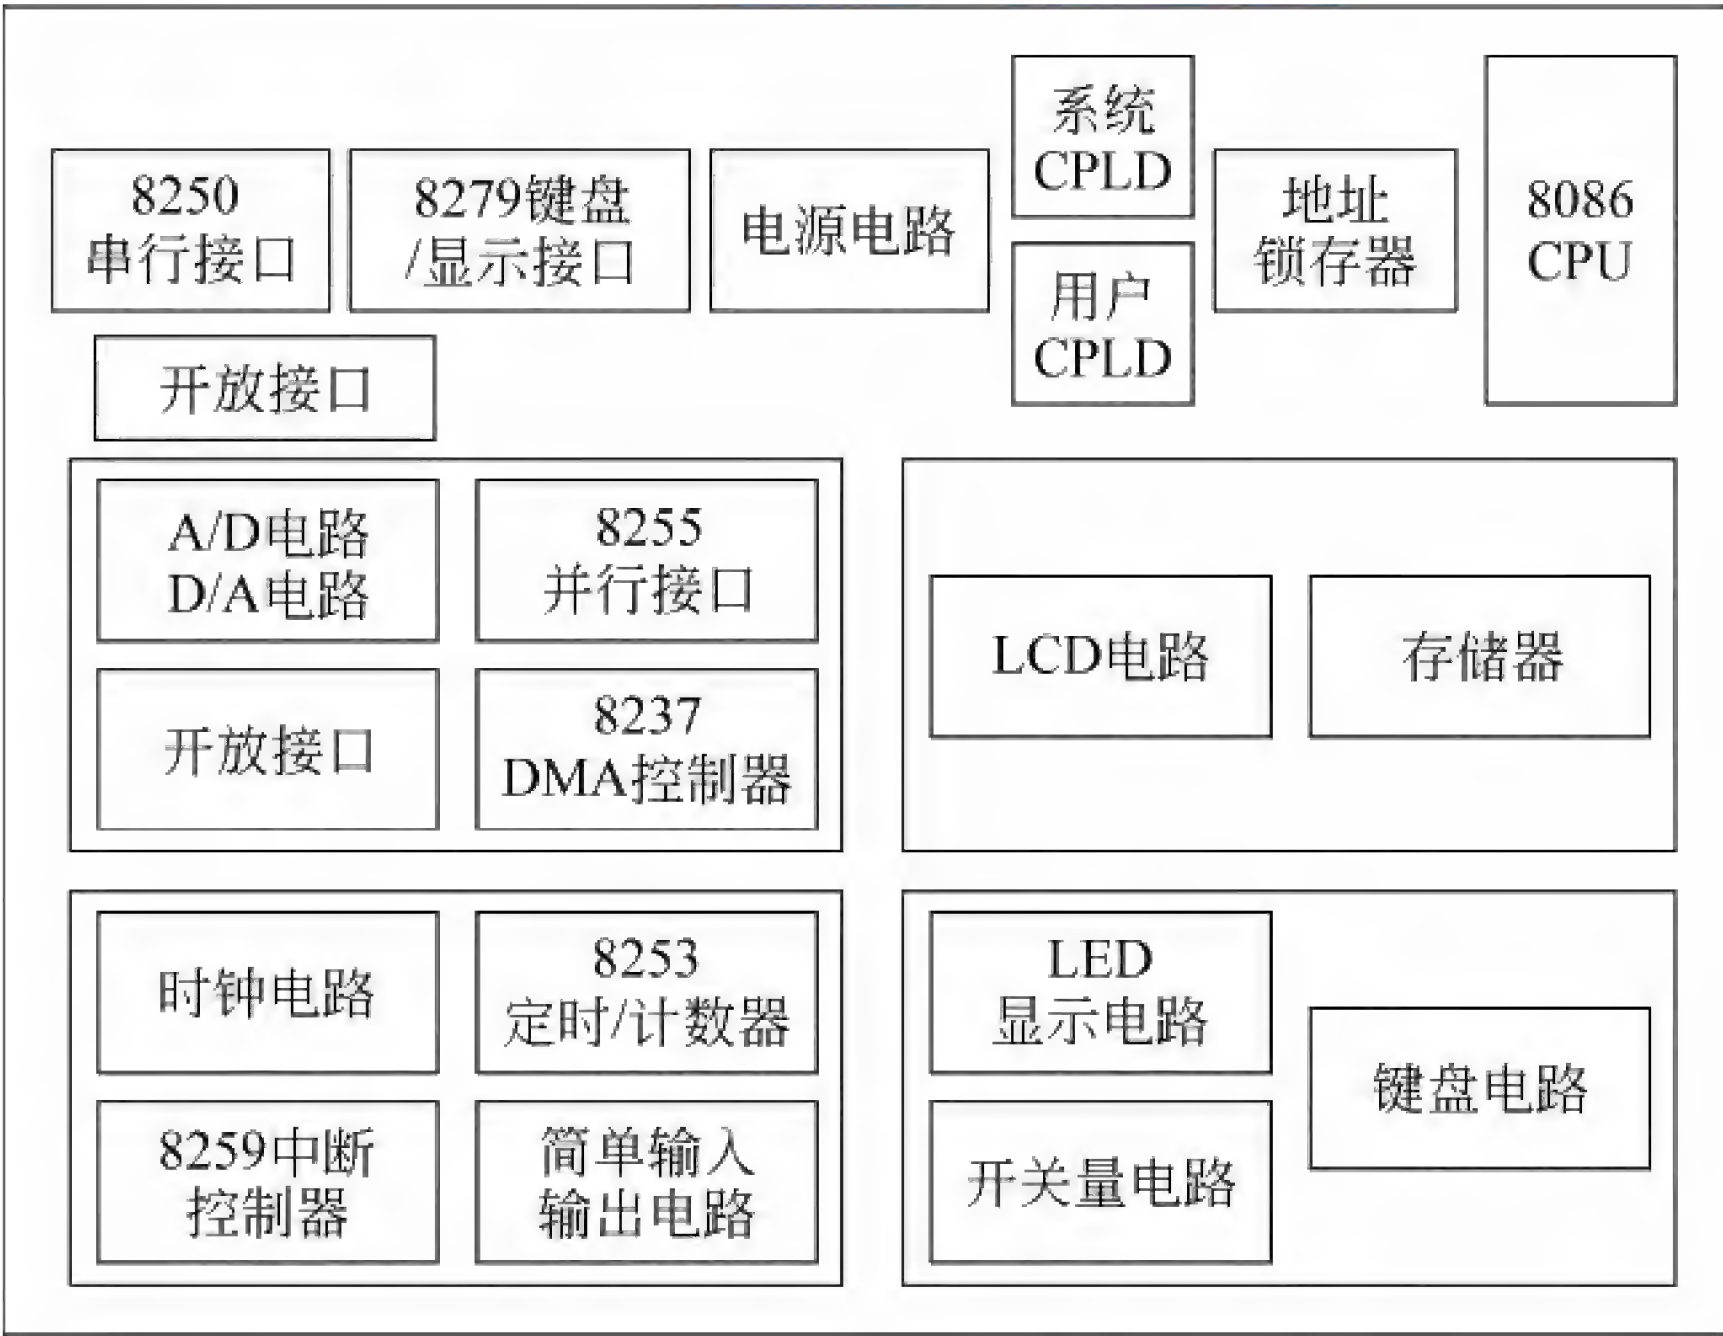 系统
CPLD
8250
串行接口
8279键盘
/显示接口
电源电路
地址
锁存器
8086
CPU
用户
CPLD
开放接口
A/D电路
D/A电路
8255
并行接口
LCD电路
存储器
开放接口
8237
DMA控制器
时钟电路
8253
定时/计数器
LED
显示电路
键盘电路
8259中断
控制器
简单输入
输出电路
开关量电路